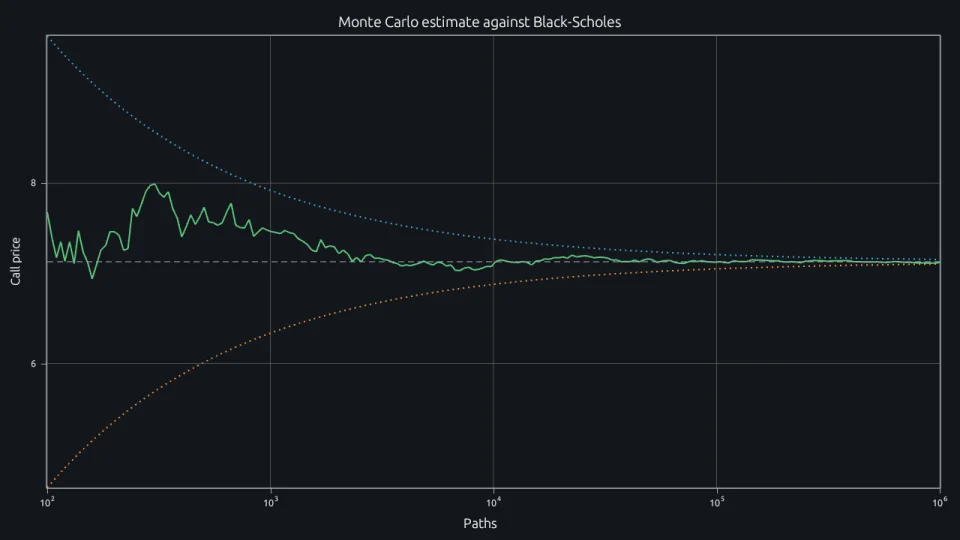 Monte Carlo estimate against Black-Scholes
Call price
8
6
10²
10³
10⁴
10⁵
10⁶
Paths